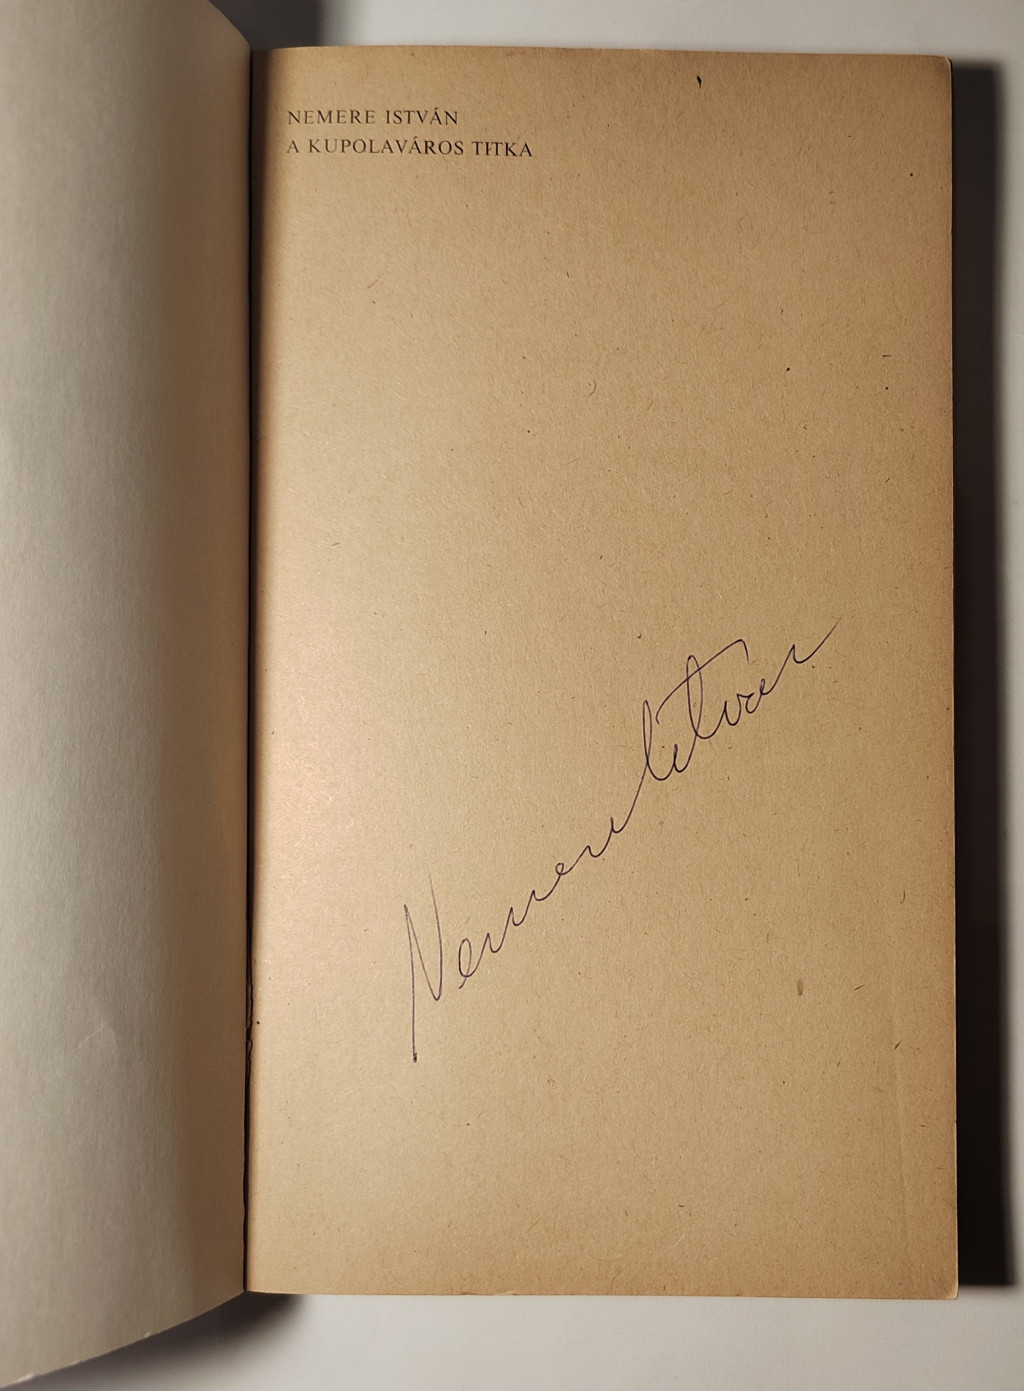 NEMERE ISTVÁN
A KUPOLAVÁROS TITKA
Nemere István